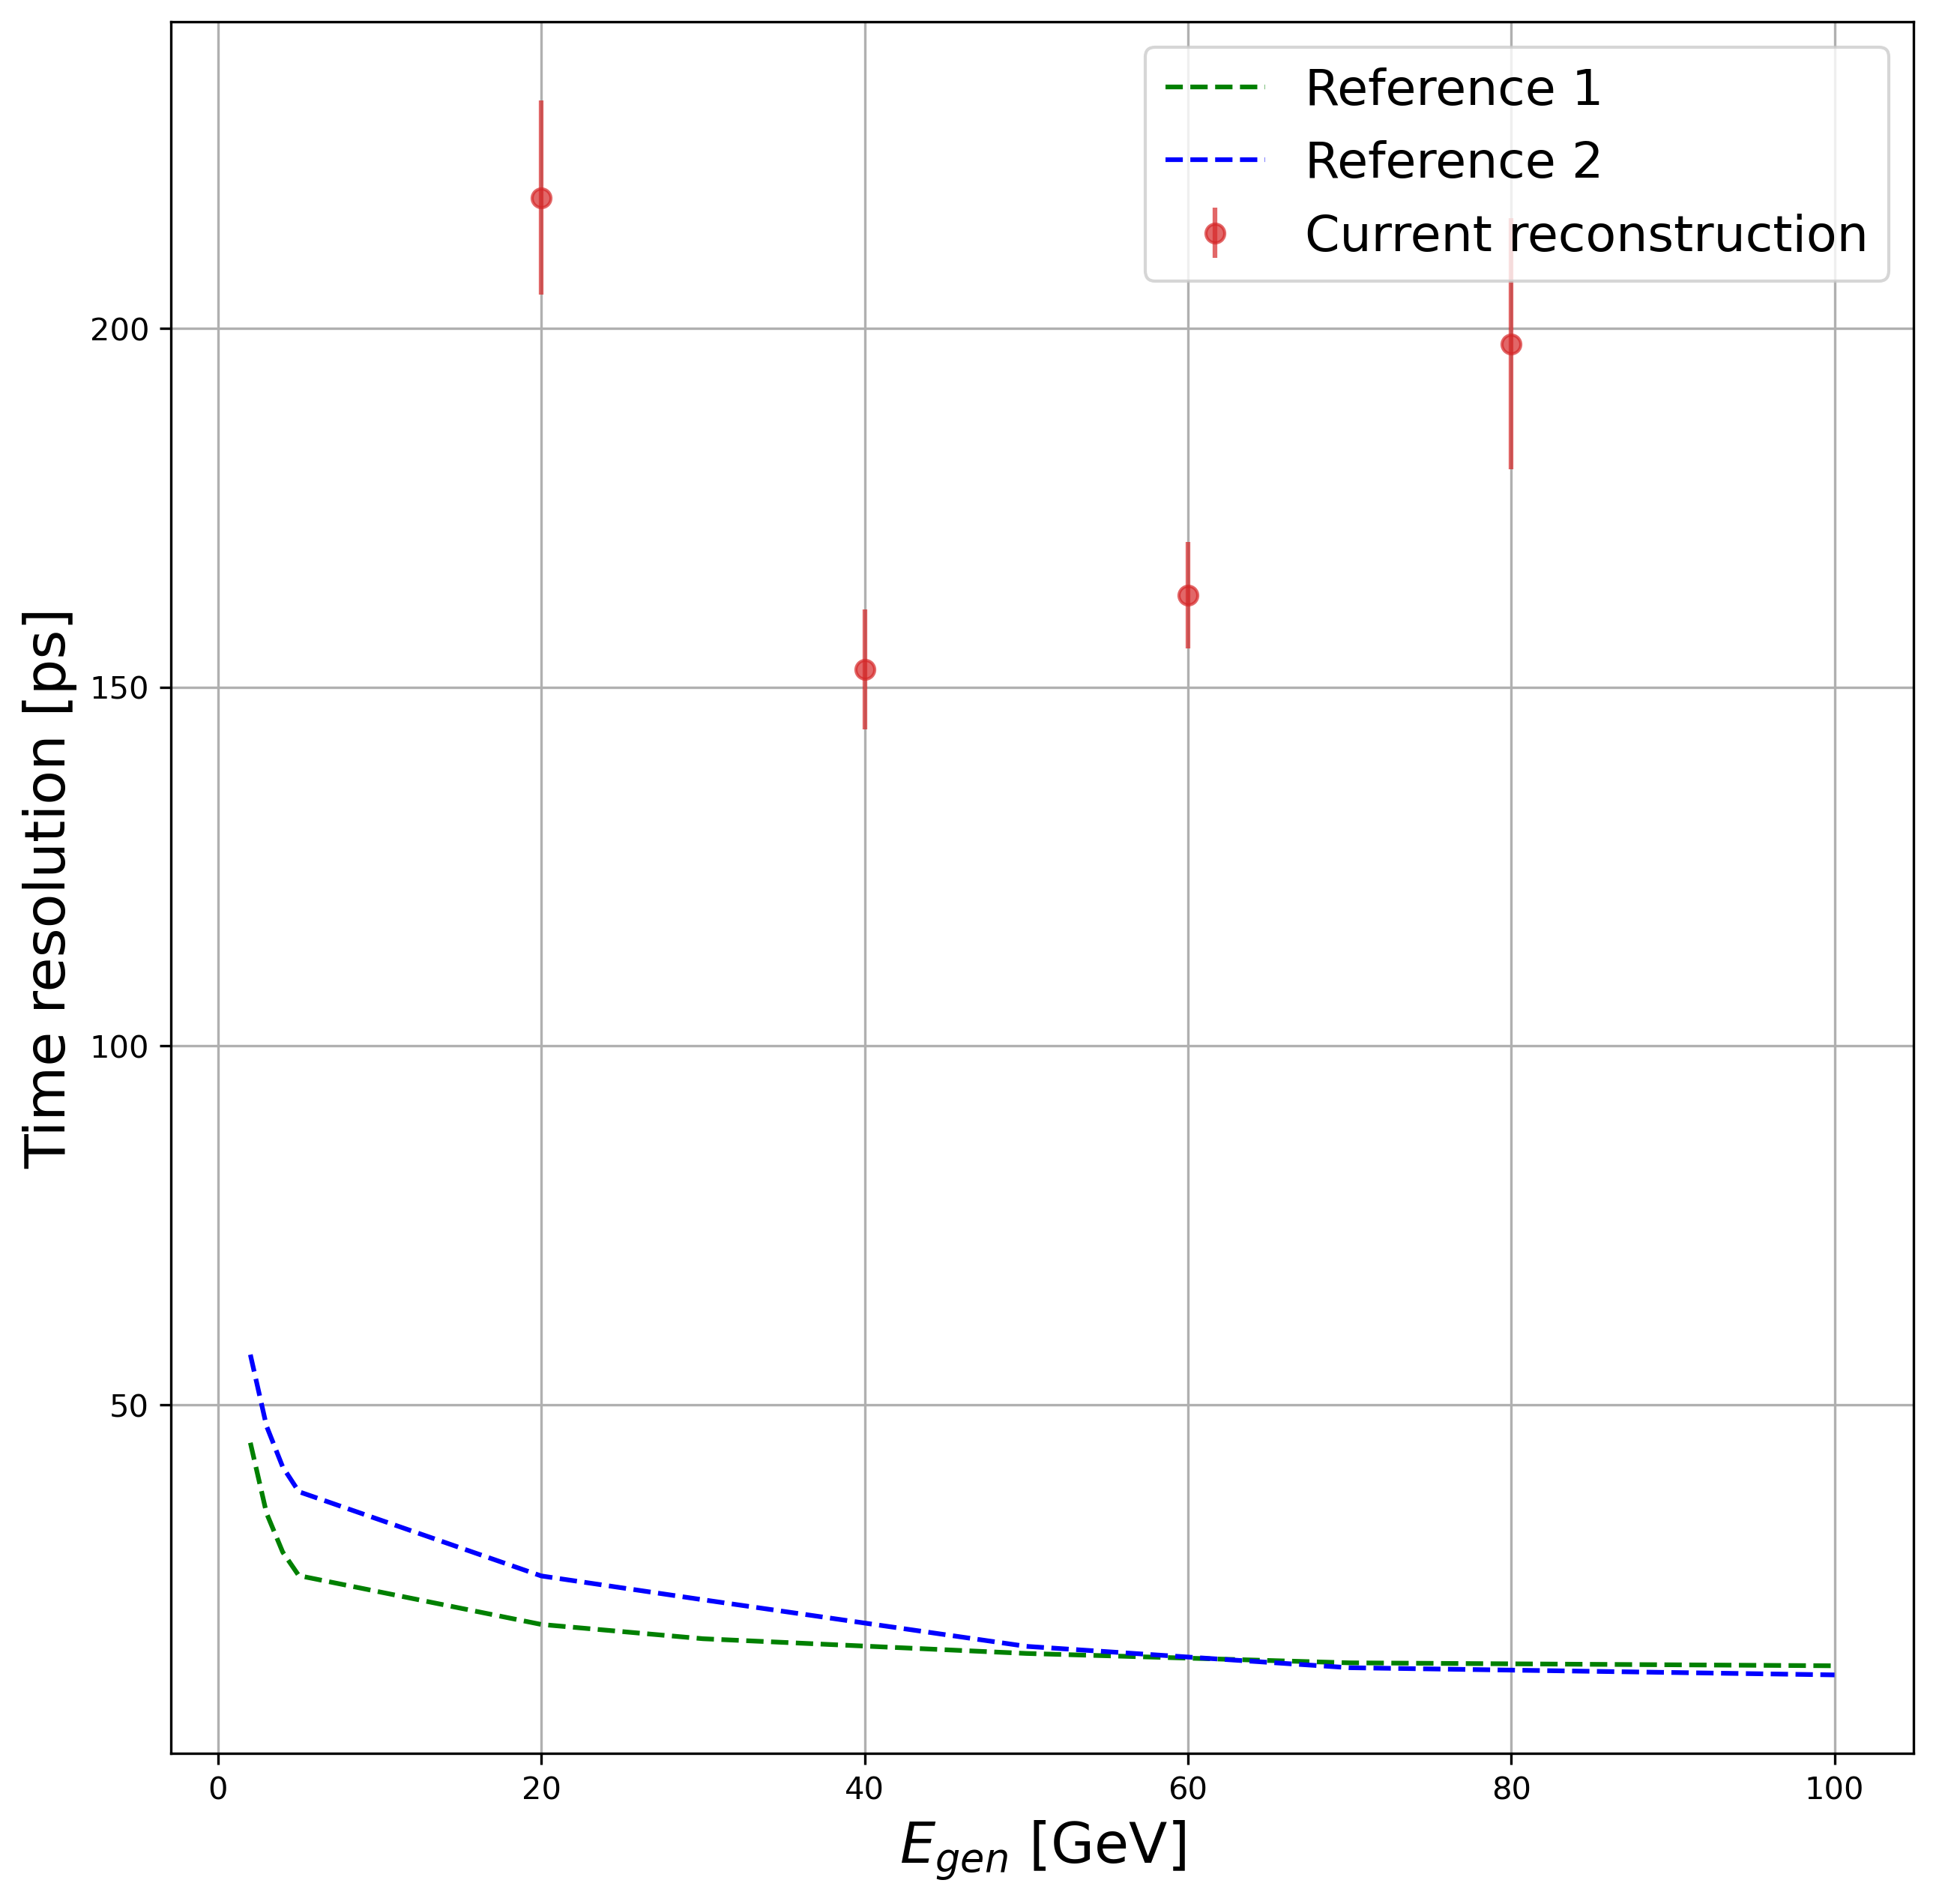 Reference 1
Reference 2
Current reconstruction
Time resolution [ps]
200
150
100
50
0 20 40 60 80 100
E_gen [GeV]